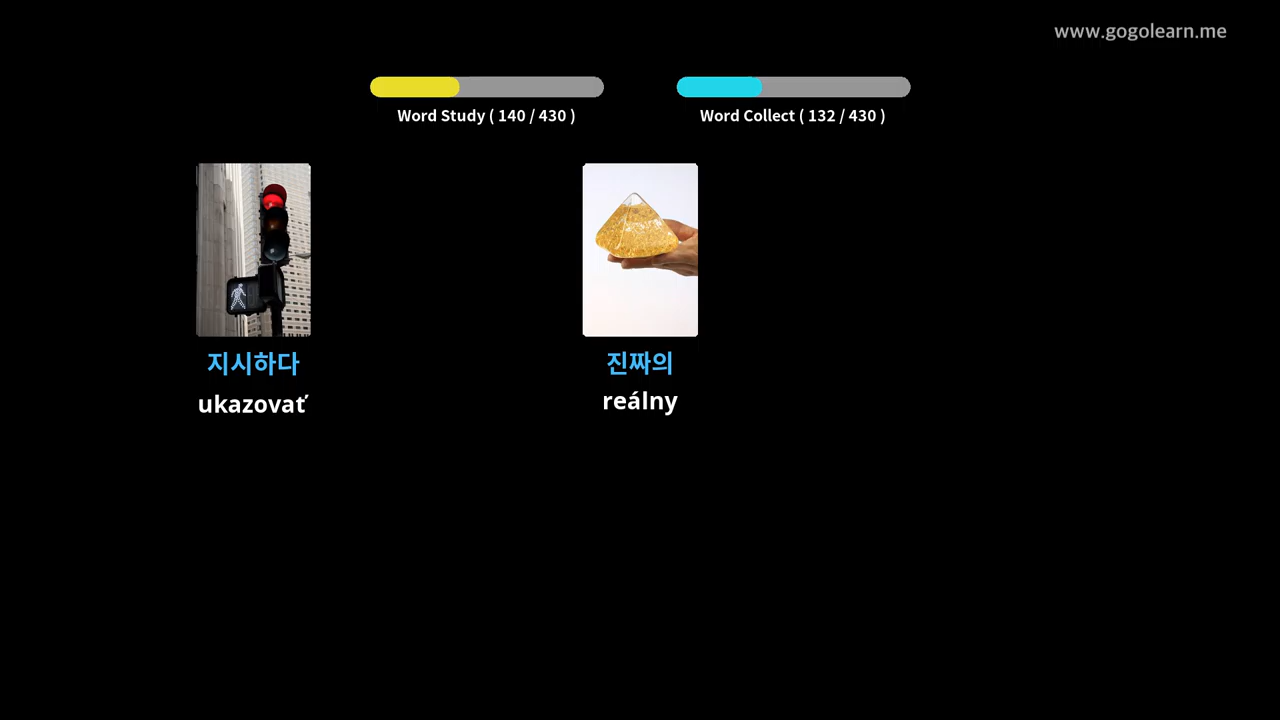 www.gogolearn.me
Word Study ( 140 / 430 )
Word Collect ( 132 / 430 )
지시하다
ukazovať
진짜의
reálny